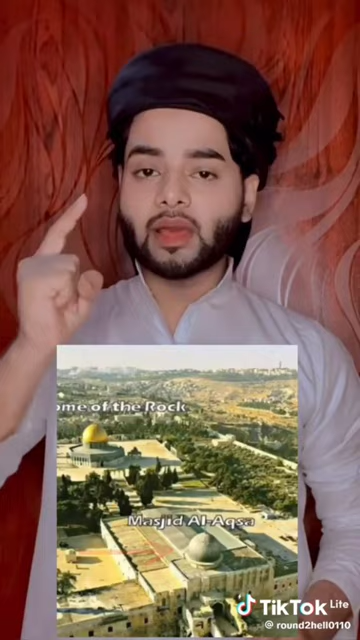 ome of the Rock
Masjid Al-Aqsa
TikTok Lite
@ round2hell0110